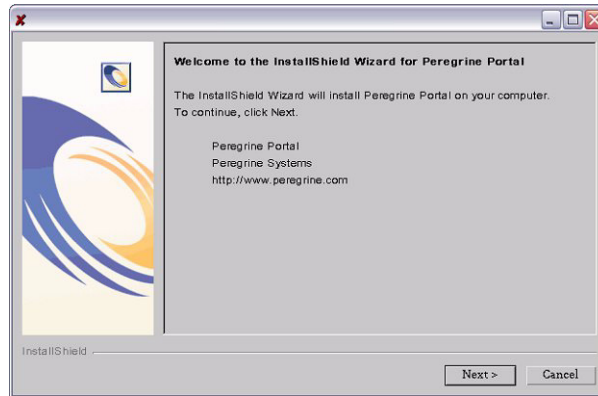 Welcome to the InstallShield Wizard for Peregrine Portal
The InstallShield Wizard will install Peregrine Portal on your computer.
To continue, click Next.
Peregrine Portal
Peregrine Systems
http://www.peregrine.com
InstallShield
Next >
Cancel